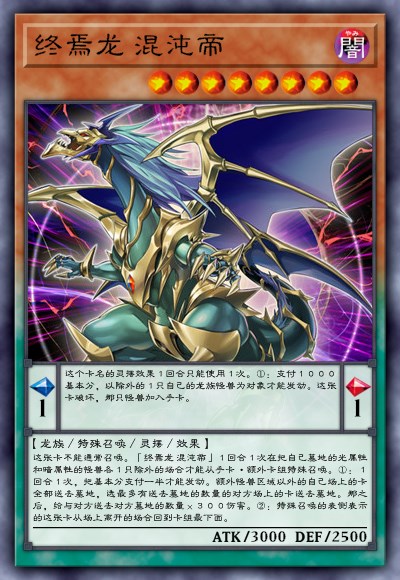 终焉龙 混沌帝
やみ
闇
这个卡名的灵摆效果1回合只能使用1次。①：支付1000
基本分，以除外的1只自己的龙族怪兽为对象才能发动。这张
卡破坏，那只怪兽加入手卡。
1
1
【龙族/特殊召唤/灵摆/效果】
这张卡不能通常召唤。「终焉龙 混沌帝」1回合1次在把自己墓地的光属性
和暗属性的怪兽各1只除外的场合才能从手卡·额外卡组特殊召唤。①：1
回合1次，把基本分支付一半才能发动。额外怪兽区域以外的自己场上的卡
全部送去墓地，选最多有送去墓地的数量的对方场上的卡送去墓地。那之
后，给与对方送去对方墓地的数量×300伤害。②：特殊召唤的表侧表示
的这张卡从场上离开的场合回到卡组最下面。
ATK/3000 DEF/2500